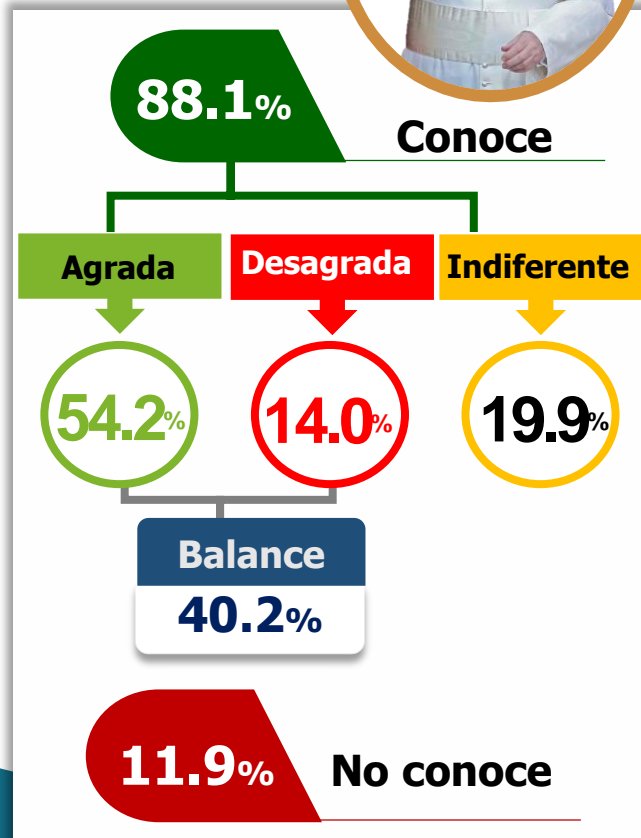 88.1%
Conoce
Agrada Desagrada Indiferente
54.2% 14.0% 19.9%
Balance
40.2%
11.9% No conoce